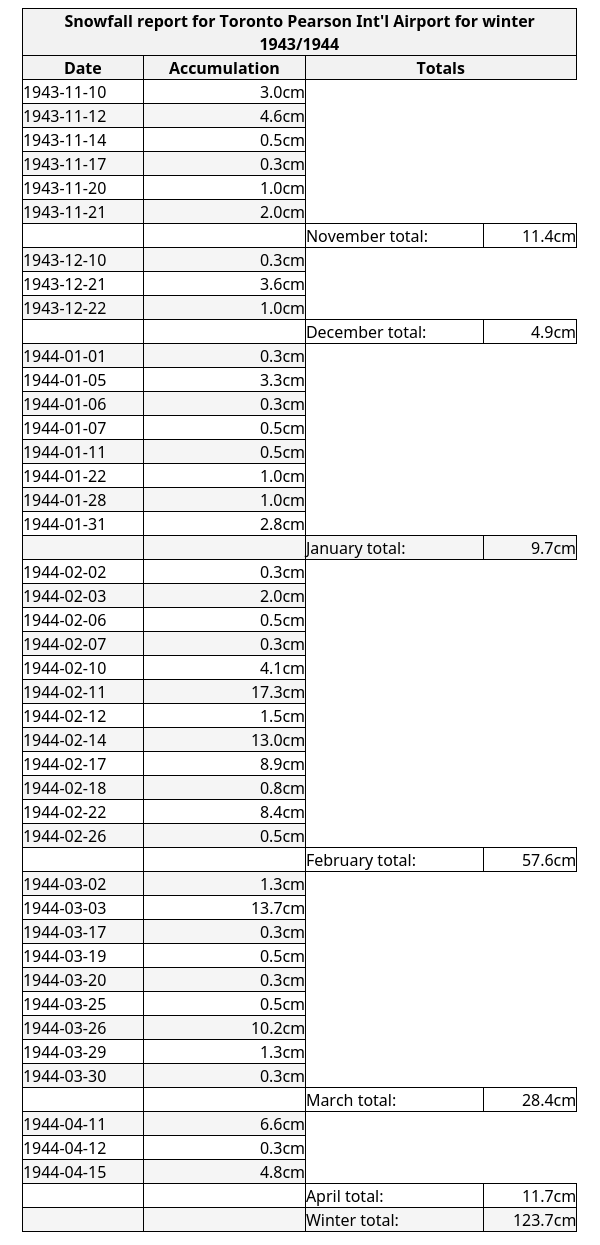 Snowfall report for Toronto Pearson Int'l Airport for winter
1943/1944
Date Accumulation Totals
1943-11-10 3.0cm
1943-11-12 4.6cm
1943-11-14 0.5cm
1943-11-17 0.3cm
1943-11-20 1.0cm
1943-11-21 2.0cm
November total: 11.4cm
1943-12-10 0.3cm
1943-12-21 3.6cm
1943-12-22 1.0cm
December total: 4.9cm
1944-01-01 0.3cm
1944-01-05 3.3cm
1944-01-06 0.3cm
1944-01-07 0.5cm
1944-01-11 0.5cm
1944-01-22 1.0cm
1944-01-28 1.0cm
1944-01-31 2.8cm
January total: 9.7cm
1944-02-02 0.3cm
1944-02-03 2.0cm
1944-02-06 0.5cm
1944-02-07 0.3cm
1944-02-10 4.1cm
1944-02-11 17.3cm
1944-02-12 1.5cm
1944-02-14 13.0cm
1944-02-17 8.9cm
1944-02-18 0.8cm
1944-02-22 8.4cm
1944-02-26 0.5cm
February total: 57.6cm
1944-03-02 1.3cm
1944-03-03 13.7cm
1944-03-17 0.3cm
1944-03-19 0.5cm
1944-03-20 0.3cm
1944-03-25 0.5cm
1944-03-26 10.2cm
1944-03-29 1.3cm
1944-03-30 0.3cm
March total: 28.4cm
1944-04-11 6.6cm
1944-04-12 0.3cm
1944-04-15 4.8cm
April total: 11.7cm
Winter total: 123.7cm